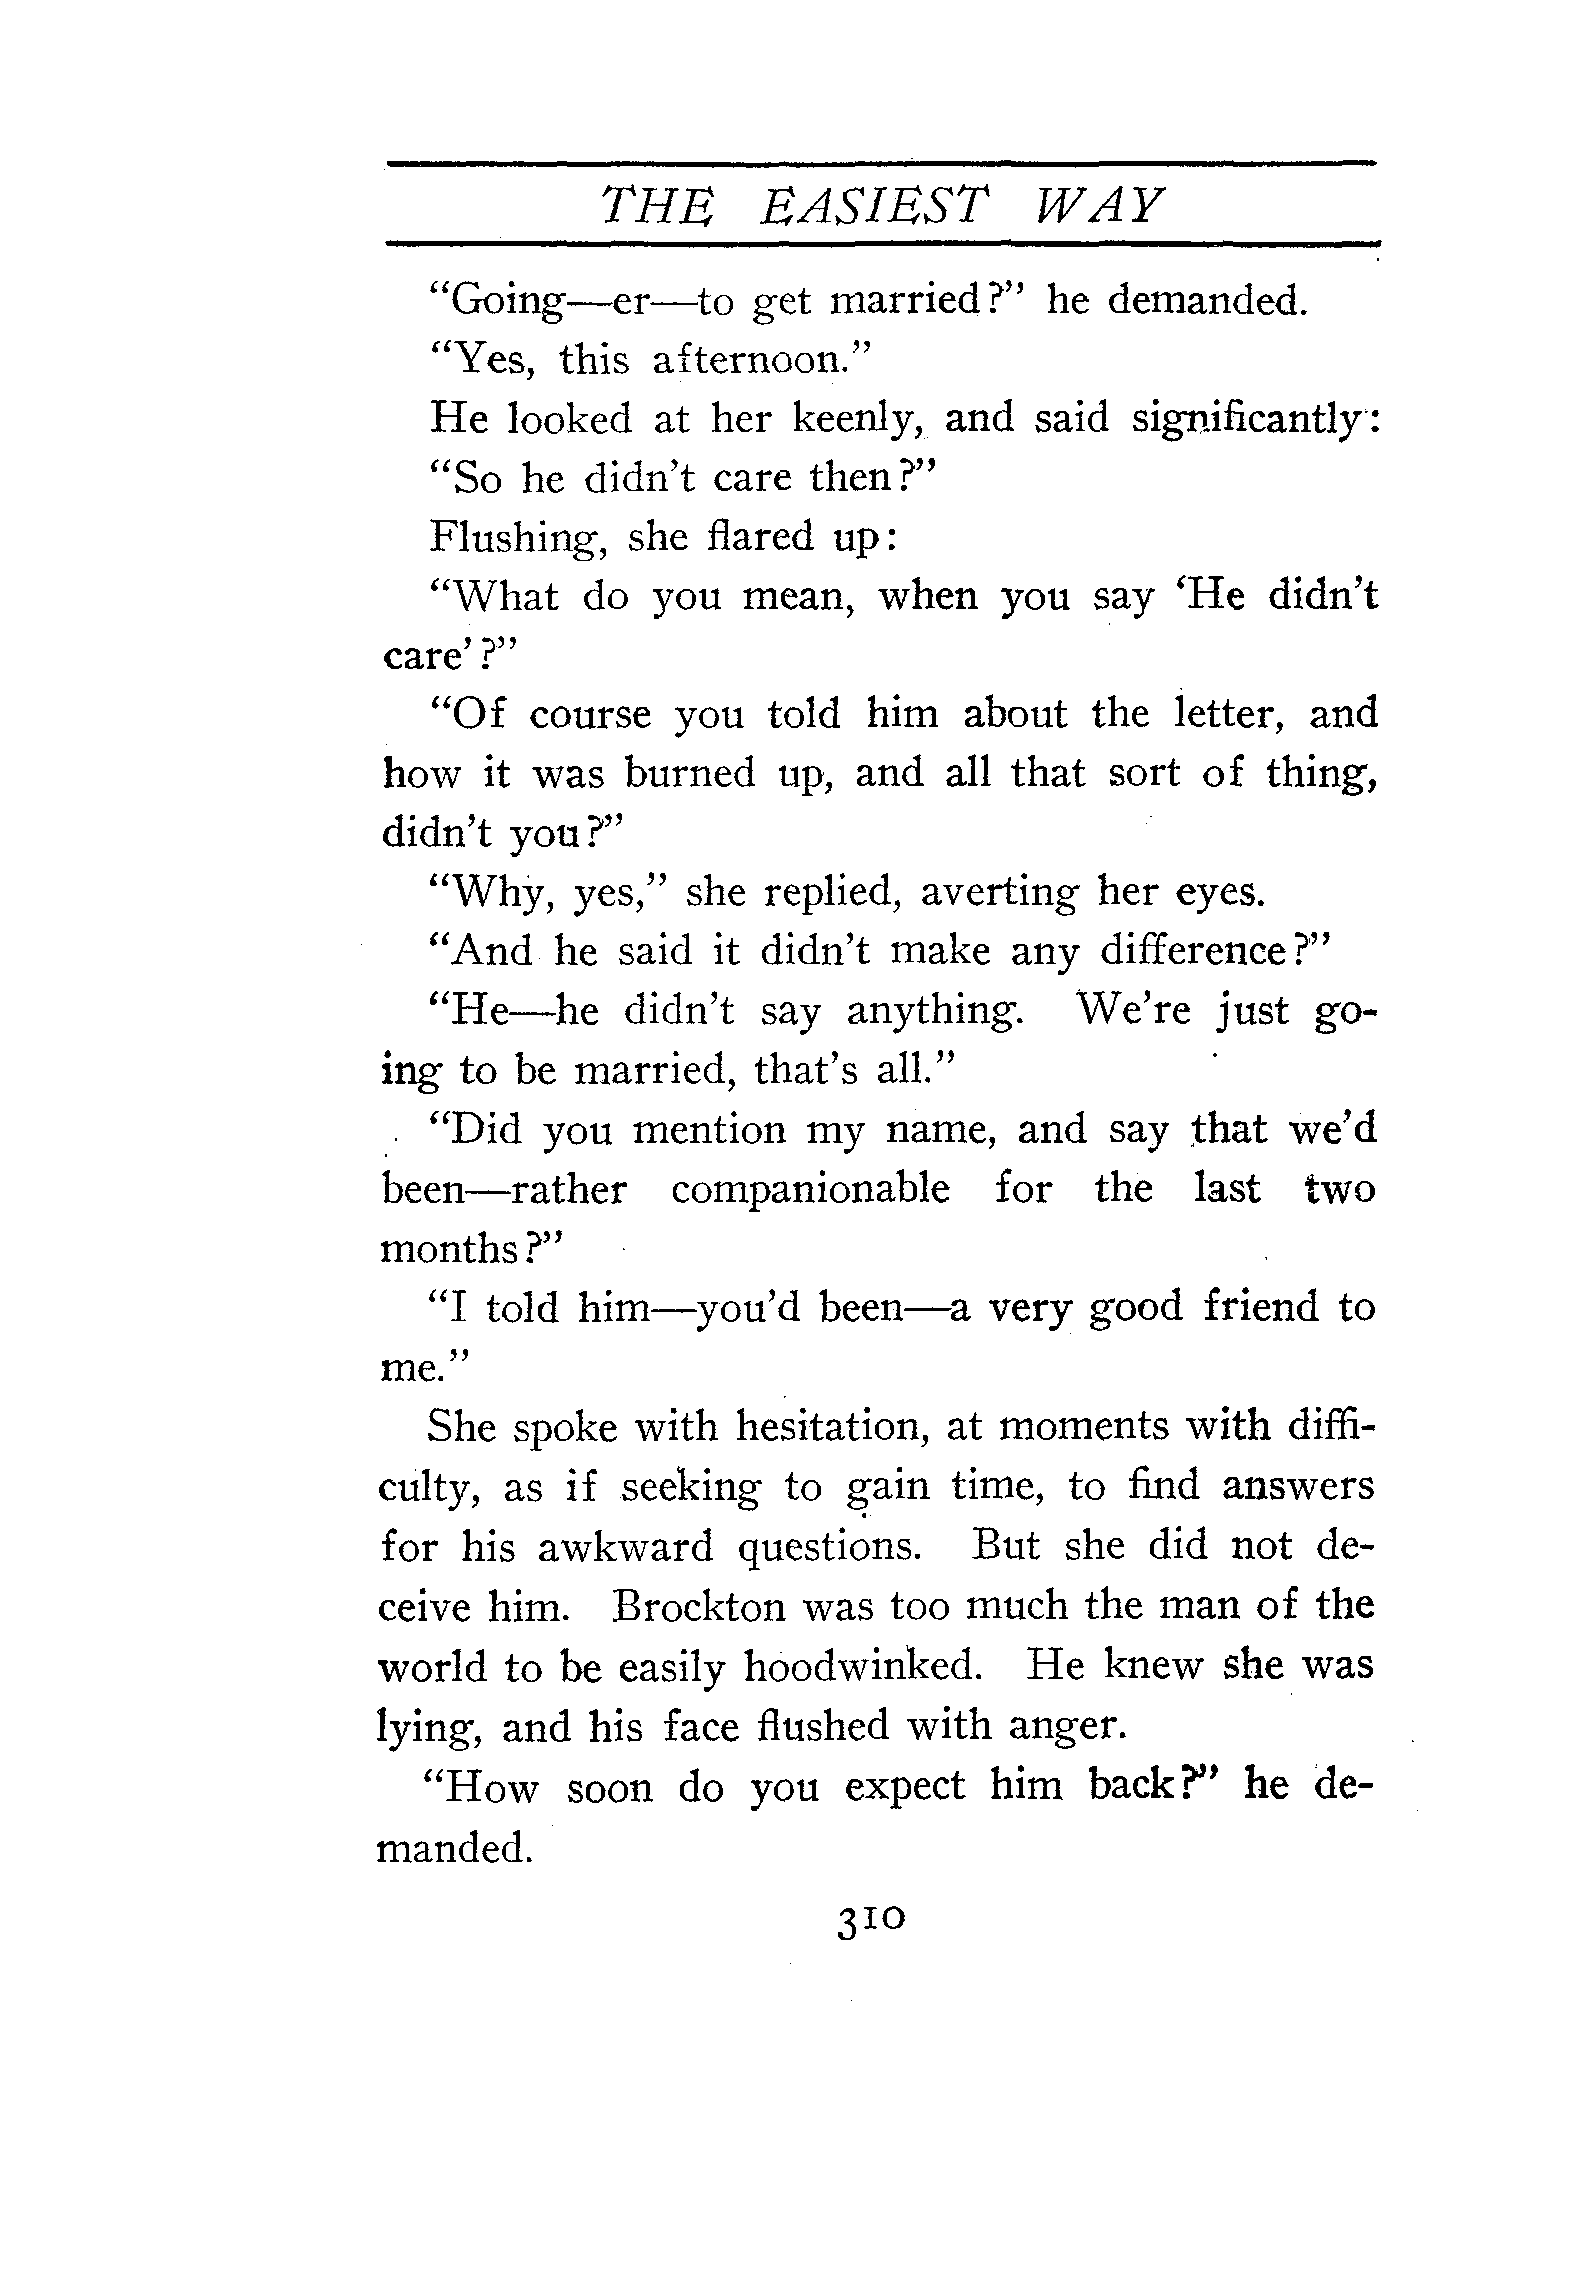 THE EASIEST WAY
“Going—er—to get married?” he demanded.
“Yes, this afternoon.”
He looked at her keenly, and said significantly:
“So he didn’t care then?”
Flushing, she flared up:
“What do you mean, when you say ‘He didn’t
care’?”
“Of course you told him about the letter, and
how it was burned up, and all that sort of thing,
didn’t you?”
“Why, yes,” she replied, averting her eyes.
“And he said it didn’t make any difference?”
“He—he didn’t say anything. We’re just go-
ing to be married, that’s all.”
“Did you mention my name, and say that we’d
been—rather companionable for the last two
months?”
“I told him—you’d been—a very good friend to
me.”
She spoke with hesitation, at moments with diffi-
culty, as if seeking to gain time, to find answers
for his awkward questions. But she did not de-
ceive him. Brockton was too much the man of the
world to be easily hoodwinked. He knew she was
lying, and his face flushed with anger.
“How soon do you expect him back?” he de-
manded.
310